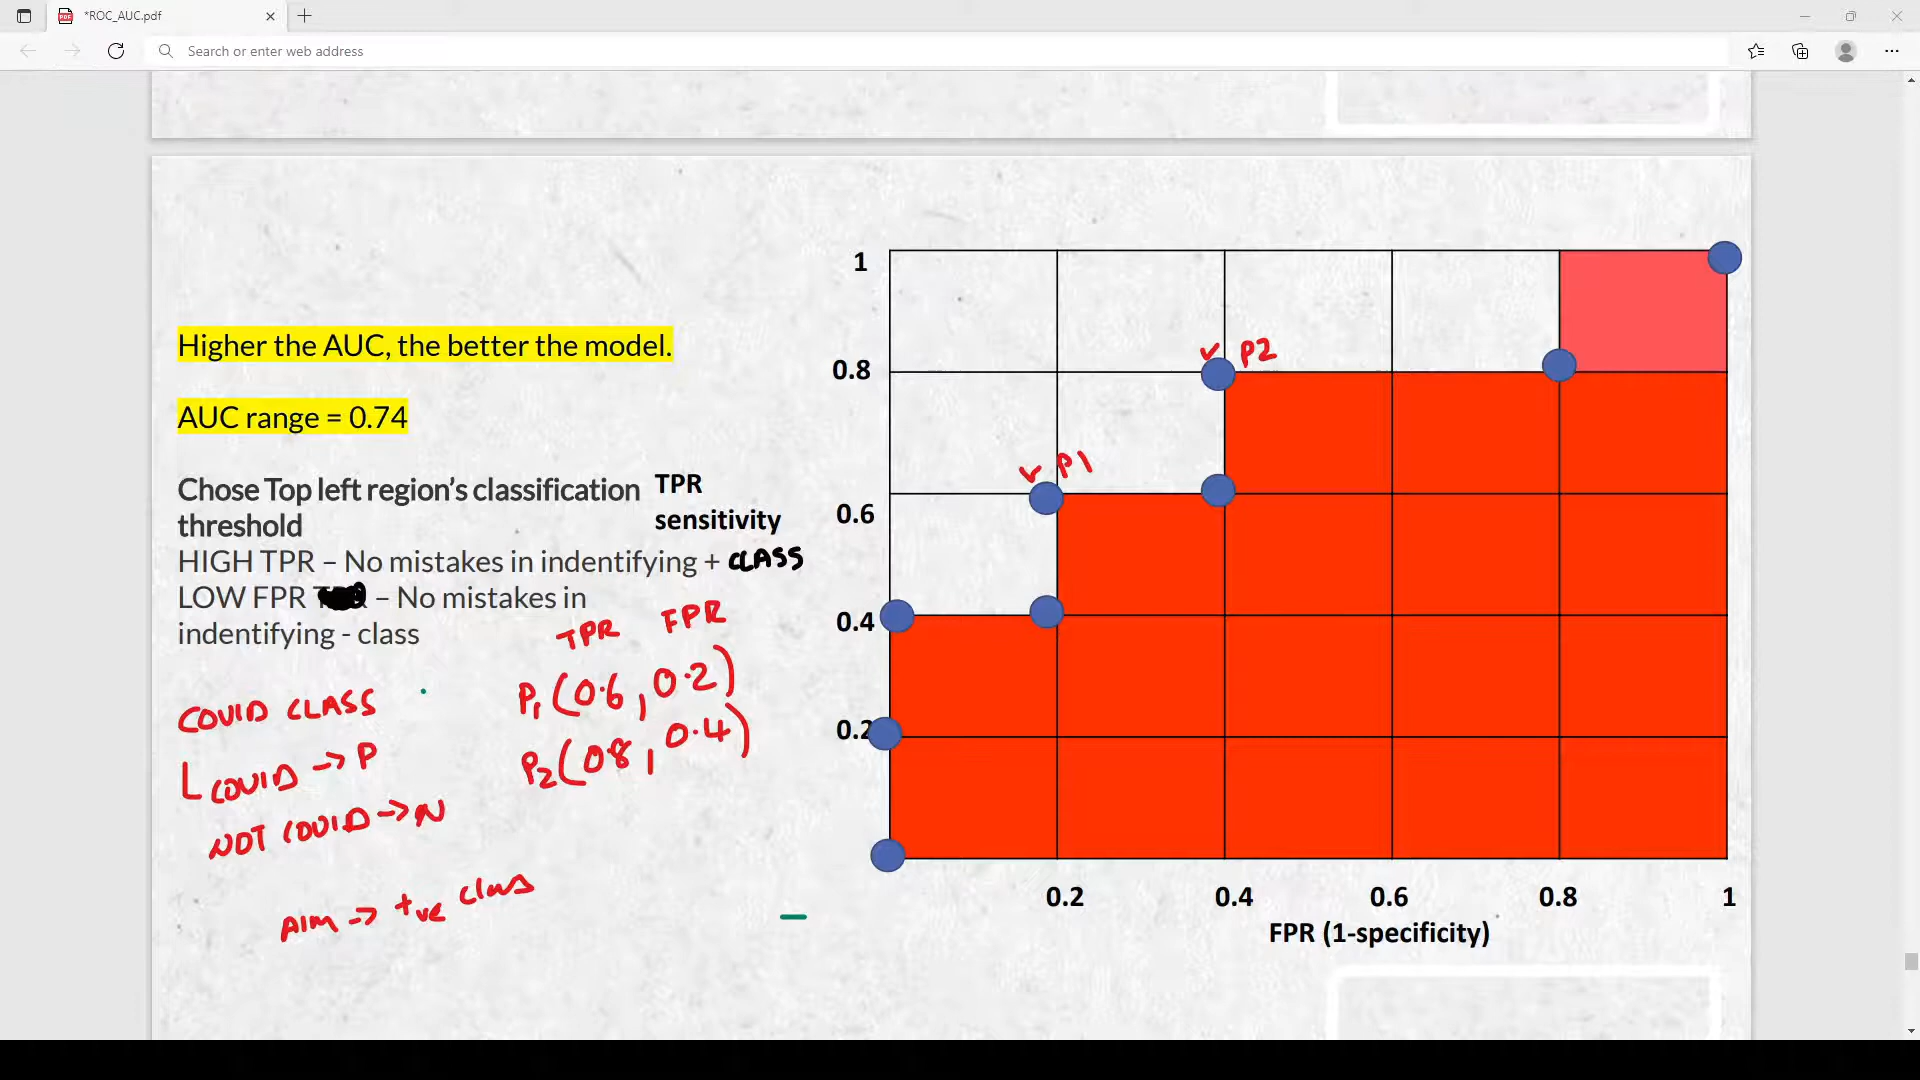 *ROC_AUC.pdf
Search or enter web address
Higher the AUC, the better the model.
AUC range = 0.74
Chose Top left region's classification
threshold
HIGH TPR – No mistakes in indentifying + CLASS
LOW FPR – No mistakes in
indentifying - class
TPR
sensitivity
TPR FPR
P1 (0.6, 0.2)
P2 (0.8, 0.4)
COVID CLASS
COVID → P
NOT COVID → N
AIM → +ve class
1
0.8
0.6
0.4
0.2
P2
P1
0.2 0.4 0.6 0.8 1
FPR (1-specificity)